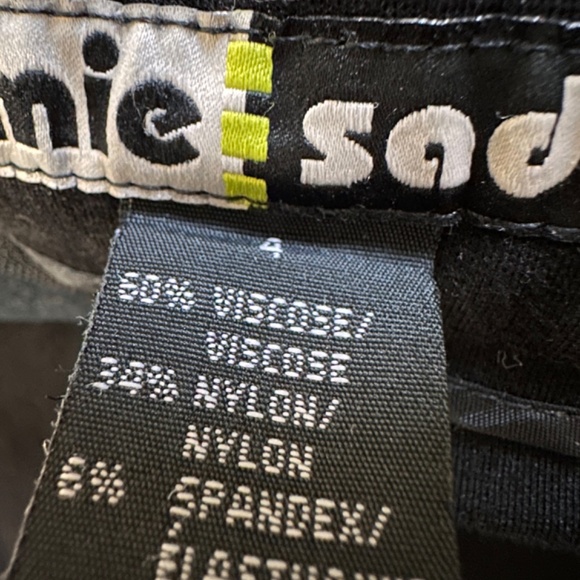 nie sad
4
60% VISCOSE/
VISCOSE
34% NYLON/
NYLON
6% SPANDEX/